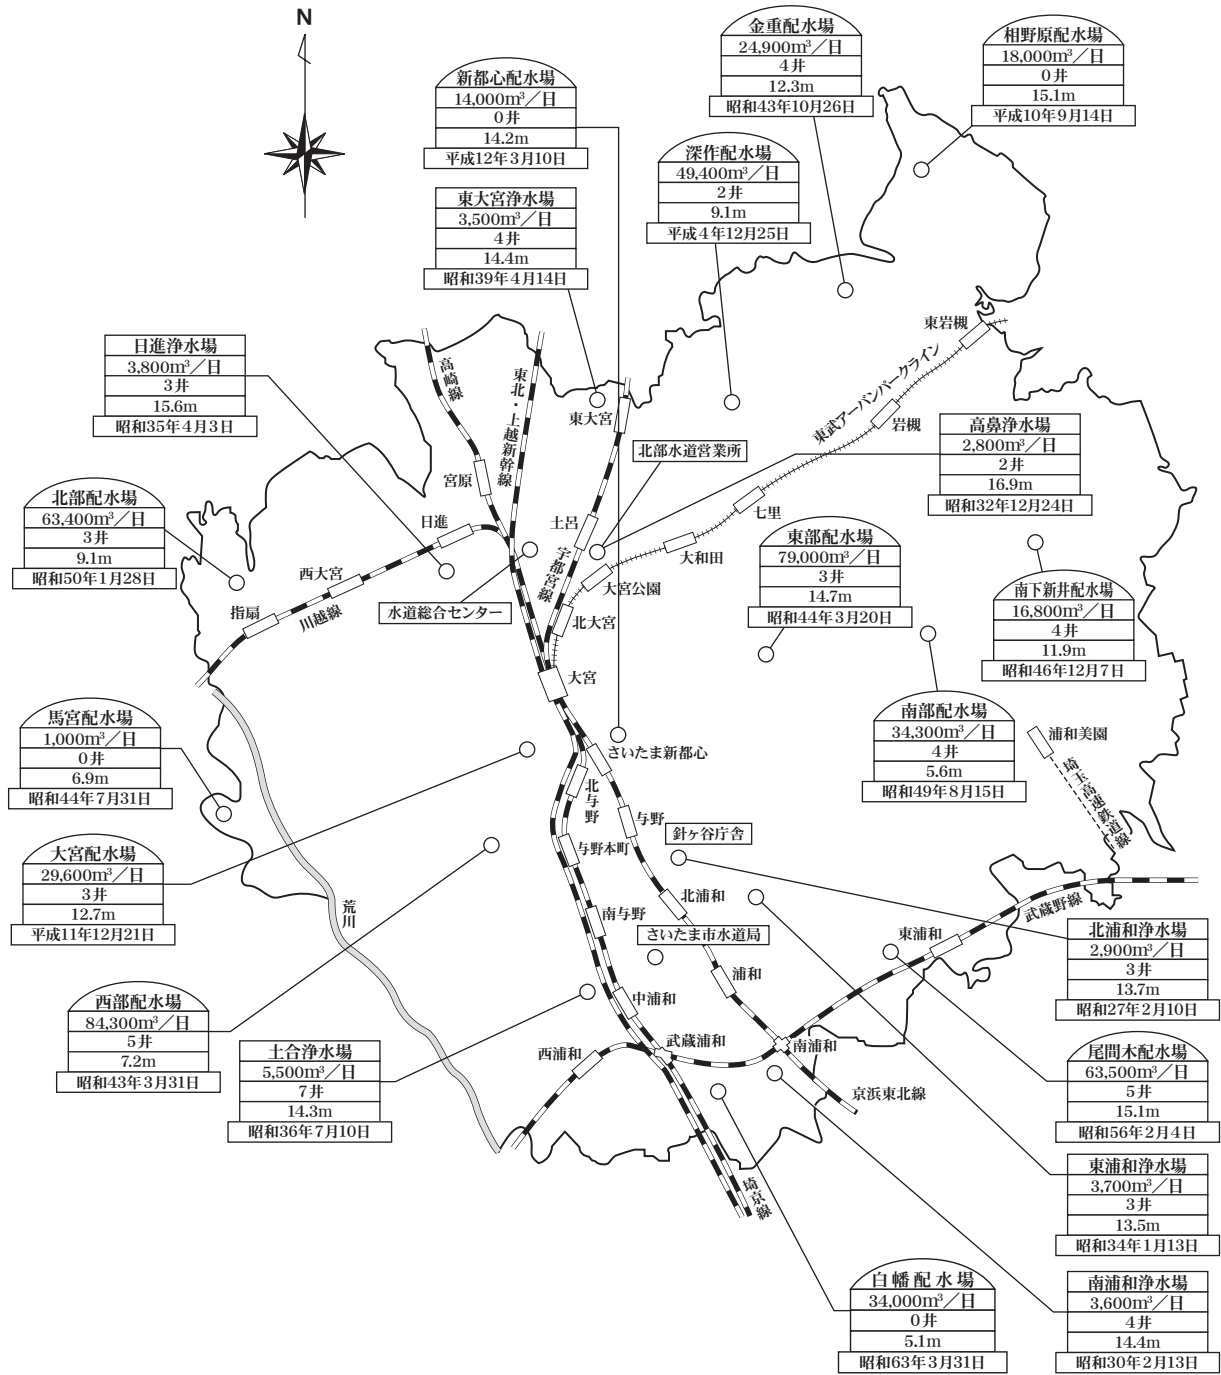 N
金重配水場
24,900m³／日
4井
12.3m
昭和43年10月26日
相野原配水場
18,000m³／日
0井
15.1m
平成10年9月14日
新都心配水場
14,000m³／日
0井
14.2m
平成12年3月10日
深作配水場
49,400m³／日
2井
9.1m
平成4年12月25日
東大宮浄水場
3,500m³／日
4井
14.4m
昭和39年4月14日
日進浄水場
3,800m³／日
3井
15.6m
昭和35年4月3日
高崎線
東北・上越新幹線
東大宮
東岩槻
東武アーバンパークライン
岩槻
北部水道営業所
高鼻浄水場
2,800m³／日
2井
16.9m
昭和32年12月24日
宮原
北部配水場
63,400m³／日
3井
9.1m
昭和50年1月28日
日進
土呂
七里
大和田
東部配水場
79,000m³／日
3井
14.7m
昭和44年3月20日
西大宮
宇都宮線
大宮公園
南下新井配水場
16,800m³／日
4井
11.9m
昭和46年12月7日
指扇
川越線
水道総合センター
北大宮
大宮
馬宮配水場
1,000m³／日
0井
6.9m
昭和44年7月31日
南部配水場
34,300m³／日
4井
5.6m
昭和49年8月15日
浦和美園
埼玉高速鉄道線
さいたま新都心
北与野
与野
針ヶ谷庁舎
大宮配水場
29,600m³／日
3井
12.7m
平成11年12月21日
与野本町
荒川
北浦和
南与野
さいたま市水道局
武蔵野線
東浦和
北浦和浄水場
2,900m³／日
3井
13.7m
昭和27年2月10日
西部配水場
84,300m³／日
5井
7.2m
昭和43年3月31日
浦和
中浦和
土合浄水場
5,500m³／日
7井
14.3m
昭和36年7月10日
西浦和
武蔵浦和
南浦和
尾間木配水場
63,500m³／日
5井
15.1m
昭和56年2月4日
京浜東北線
東浦和浄水場
3,700m³／日
3井
13.5m
昭和34年1月13日
埼京線
白幡配水場
34,000m³／日
0井
5.1m
昭和63年3月31日
南浦和浄水場
3,600m³／日
4井
14.4m
昭和30年2月13日